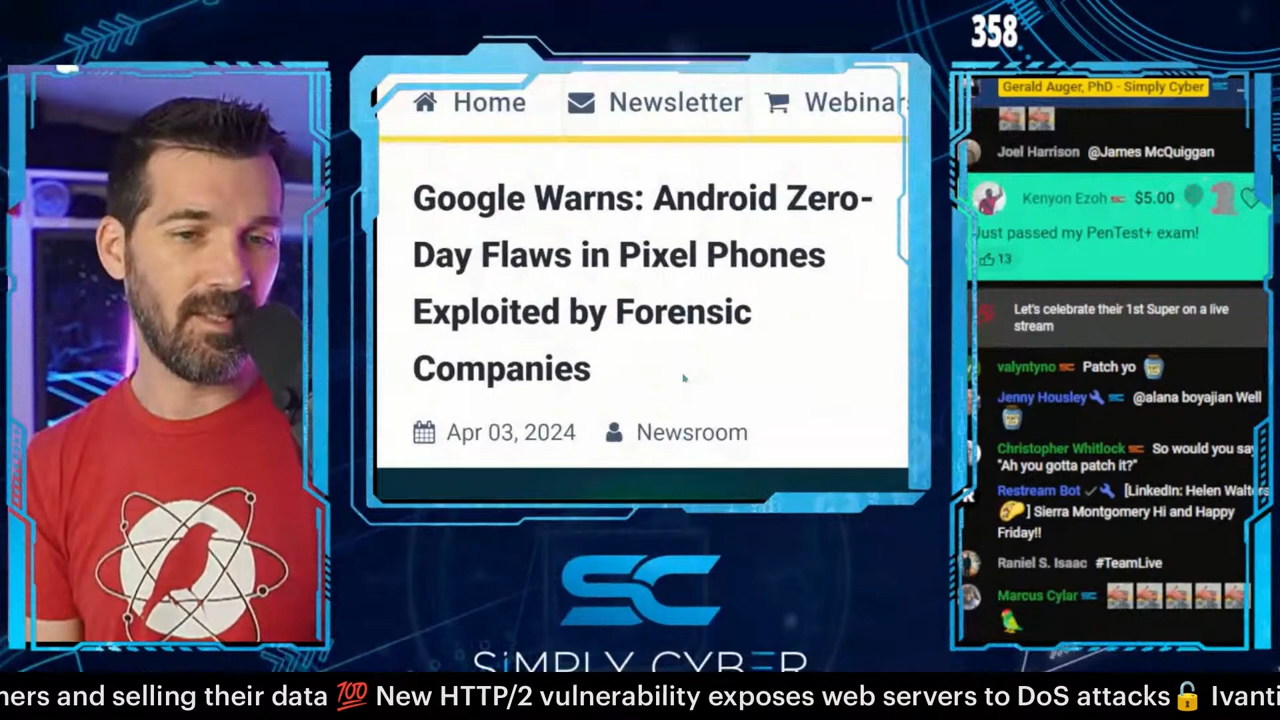 358
Home Newsletter Webinar
Google Warns: Android Zero-
Day Flaws in Pixel Phones
Exploited by Forensic
Companies
Apr 03, 2024 Newsroom
Gerald Auger, PhD - Simply Cyber
Joel Harrison @James McQuiggan
Kenyon Ezoh $5.00
Just passed my PenTest+ exam!
13
Let's celebrate their 1st Super on a live
stream
valyntyno Patch yo
Jenny Housley @alana boyajian Well
Christopher Whitlock So would you say
"Ah you gotta patch it?"
Restream Bot [LinkedIn: Helen Walters
] Sierra Montgomery Hi and Happy
Friday!!
Raniel S. Isaac #TeamLive
Marcus Cylar
SC
SiMPLY CYBER
ners and selling their data 💯 New HTTP/2 vulnerability exposes web servers to DoS attacks🔓 Ivanti